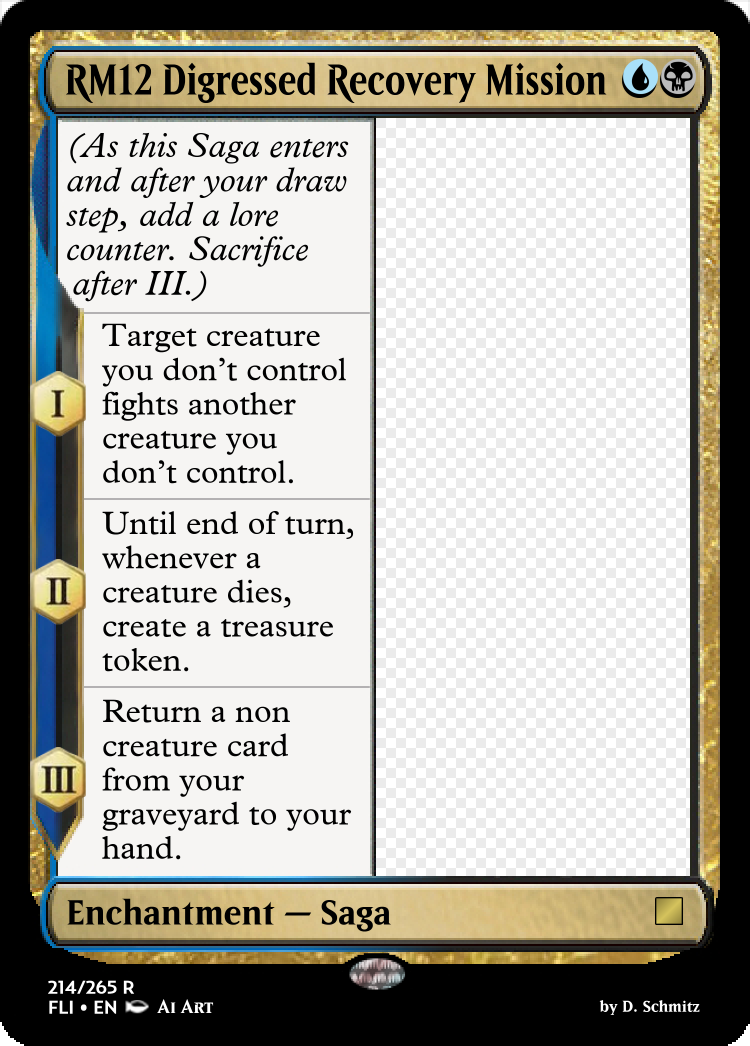 RM12 Digressed Recovery Mission
(As this Saga enters
and after your draw
step, add a lore
counter. Sacrifice
after III.)
I
Target creature
you don’t control
fights another
creature you
don’t control.
II
Until end of turn,
whenever a
creature dies,
create a treasure
token.
III
Return a non
creature card
from your
graveyard to your
hand.
Enchantment — Saga
214/265 R
FLI • EN AI ART
by D. Schmitz